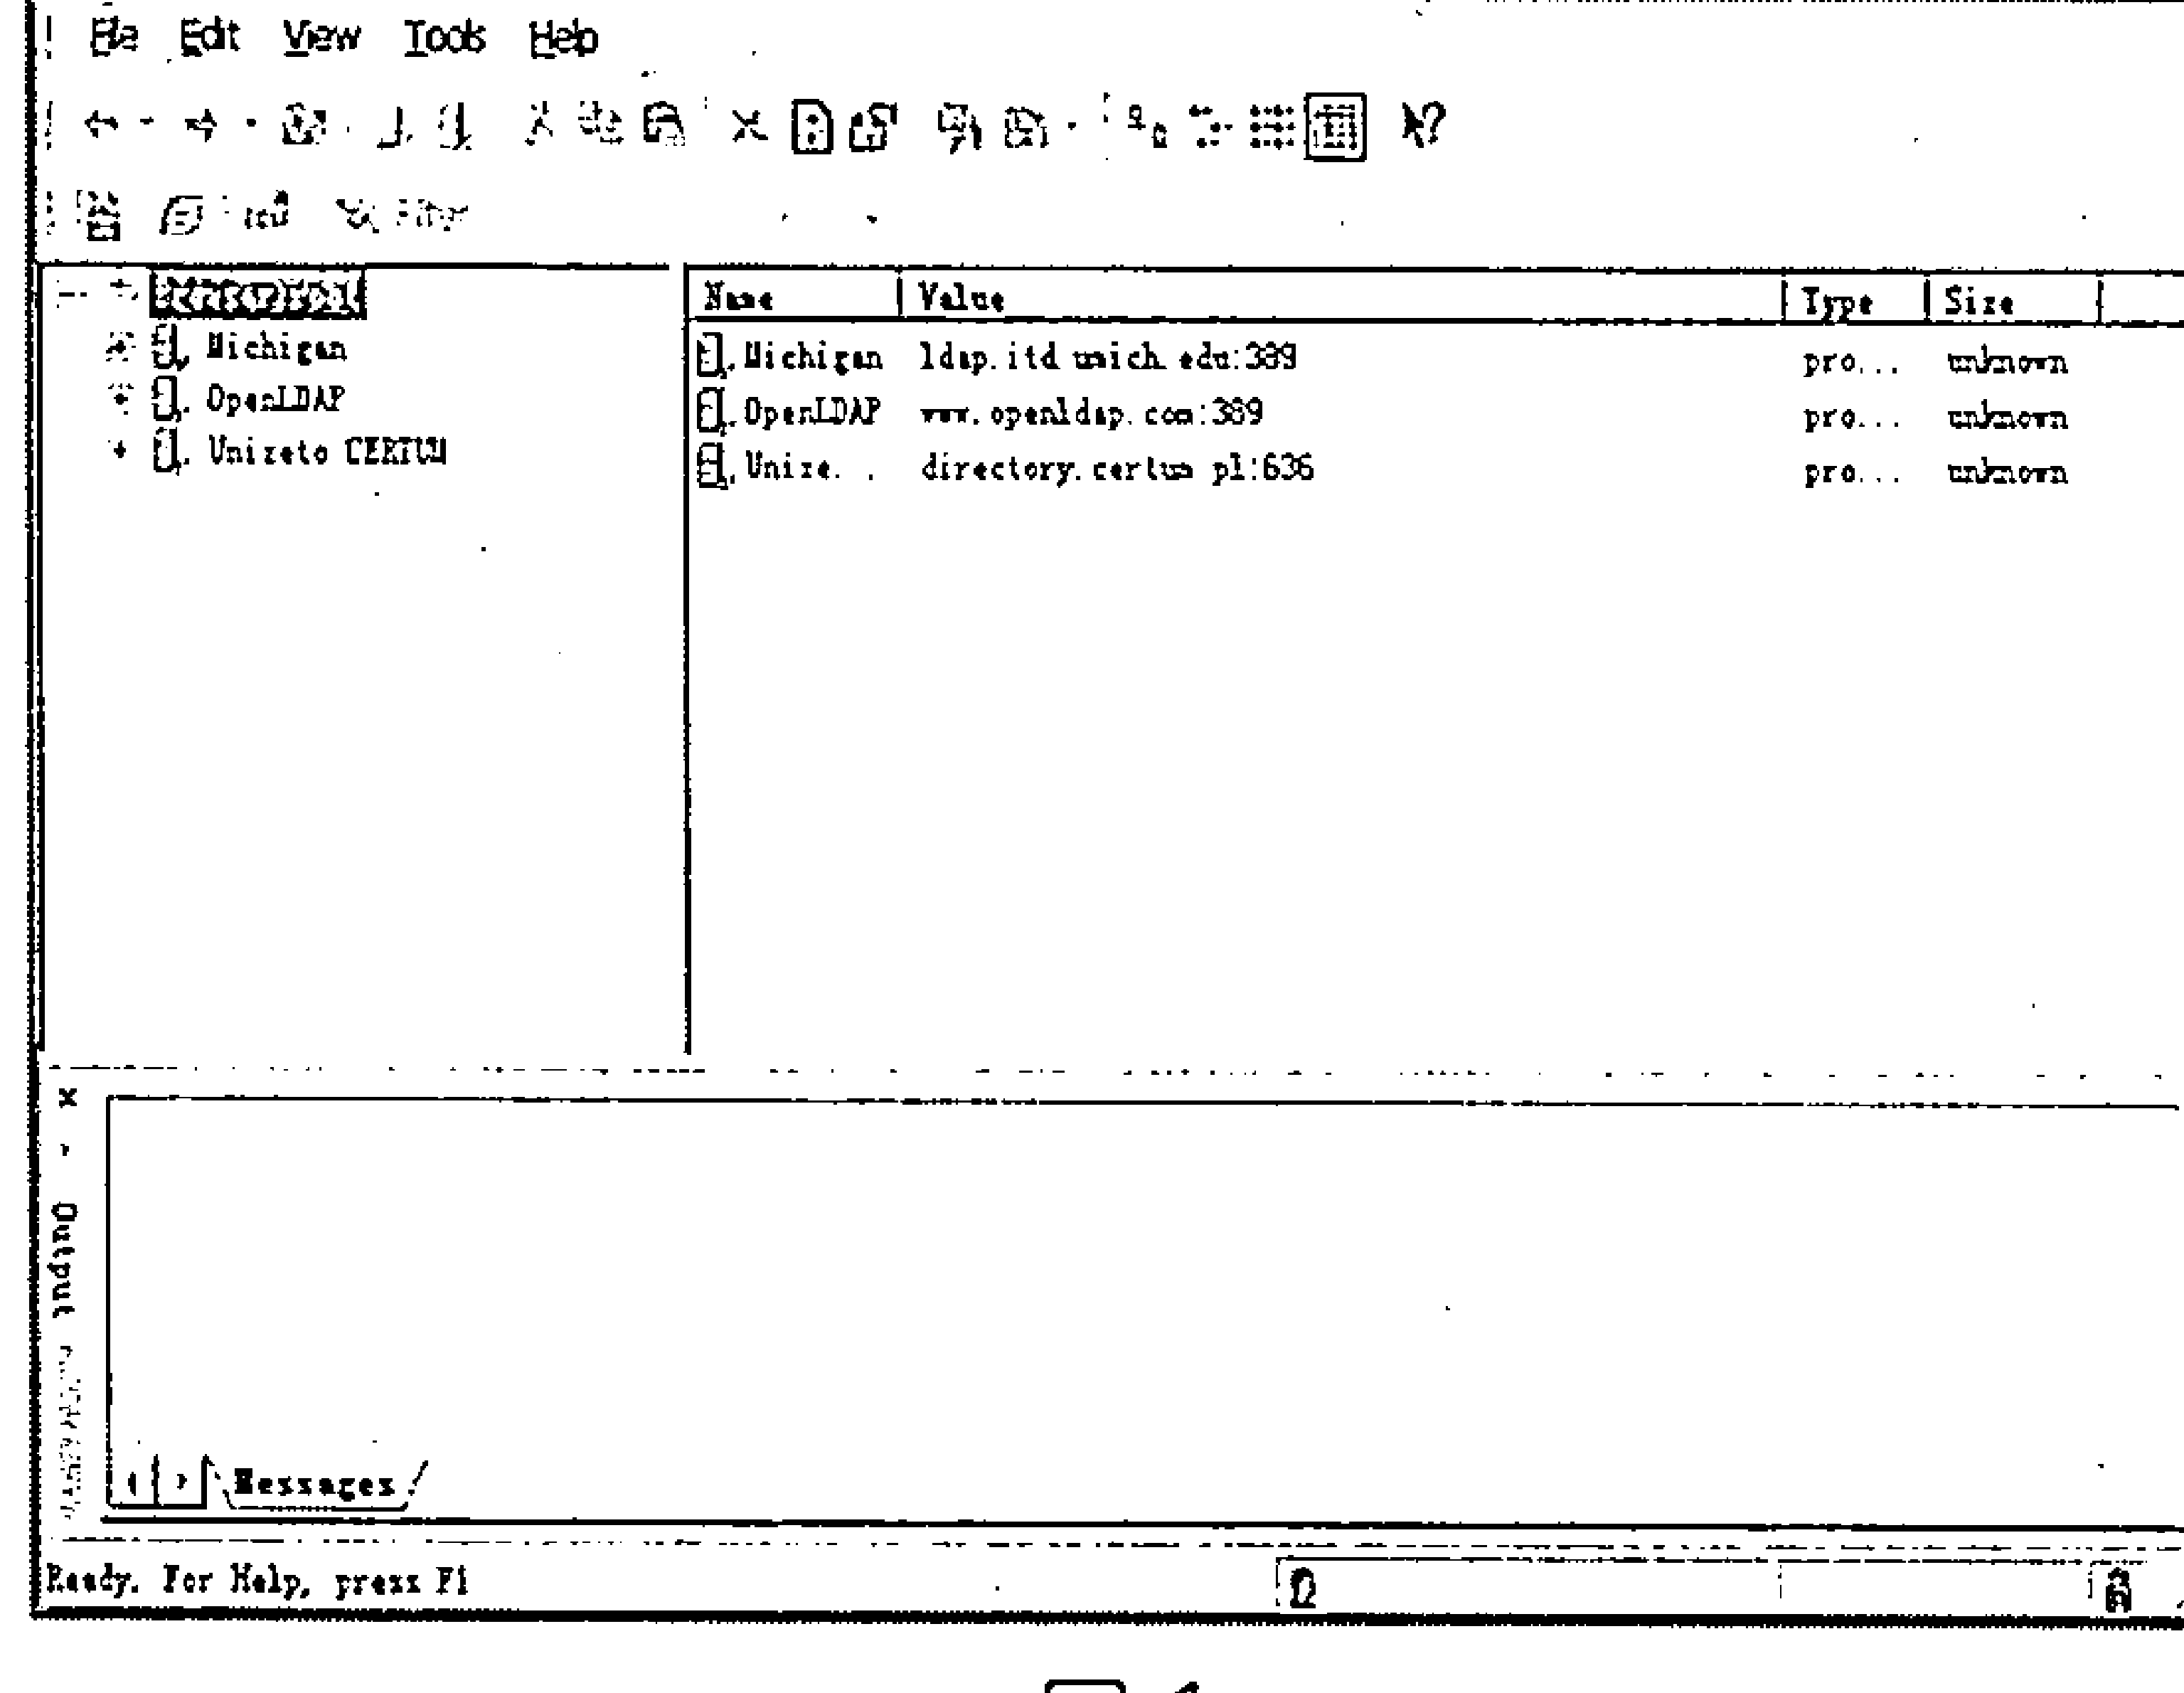 File Edit View Tools Help
Name Value Type Size
Michigan
OpenLDAP
Unizeto CERTUM
Michigan ldap.itd.umich.edu:389 pro... unknown
OpenLDAP www.openldap.com:389 pro... unknown
Unize... directory.certum.pl:636 pro... unknown
Output
Messages
Ready. For Help, press F1